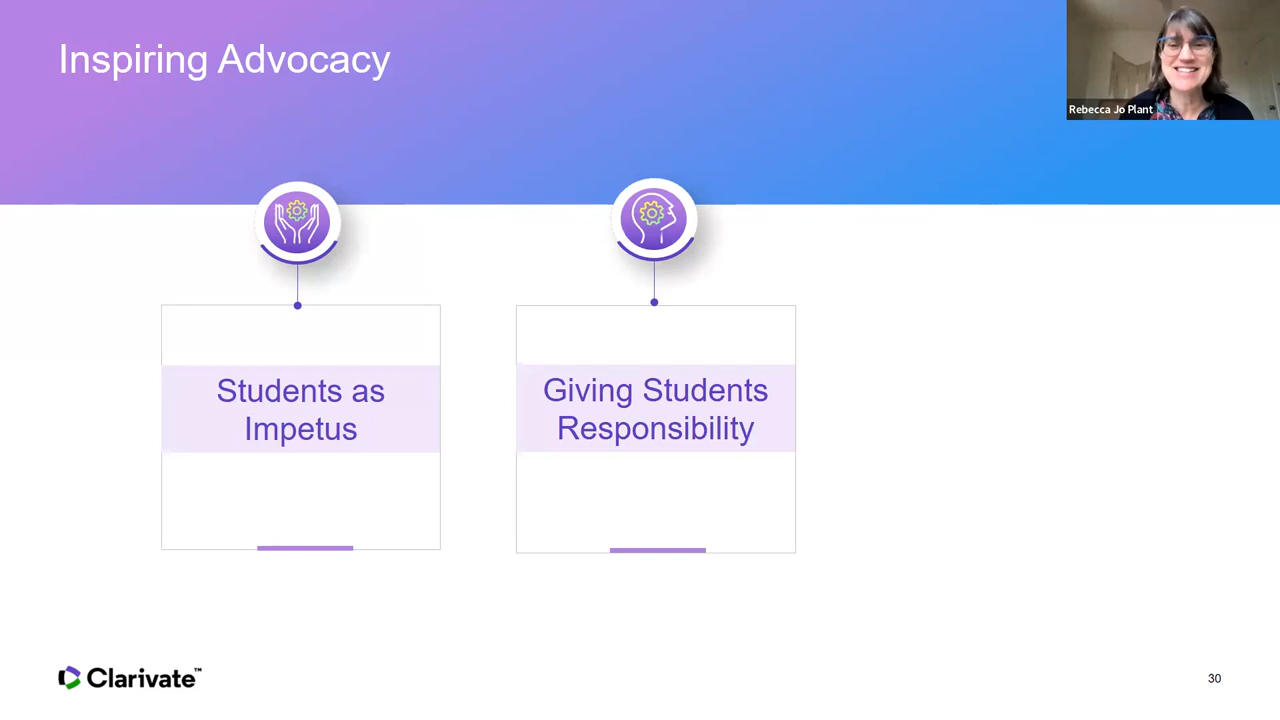 Inspiring Advocacy
Rebecca Jo Plant
Students as
Impetus
Giving Students
Responsibility
Clarivate™
30